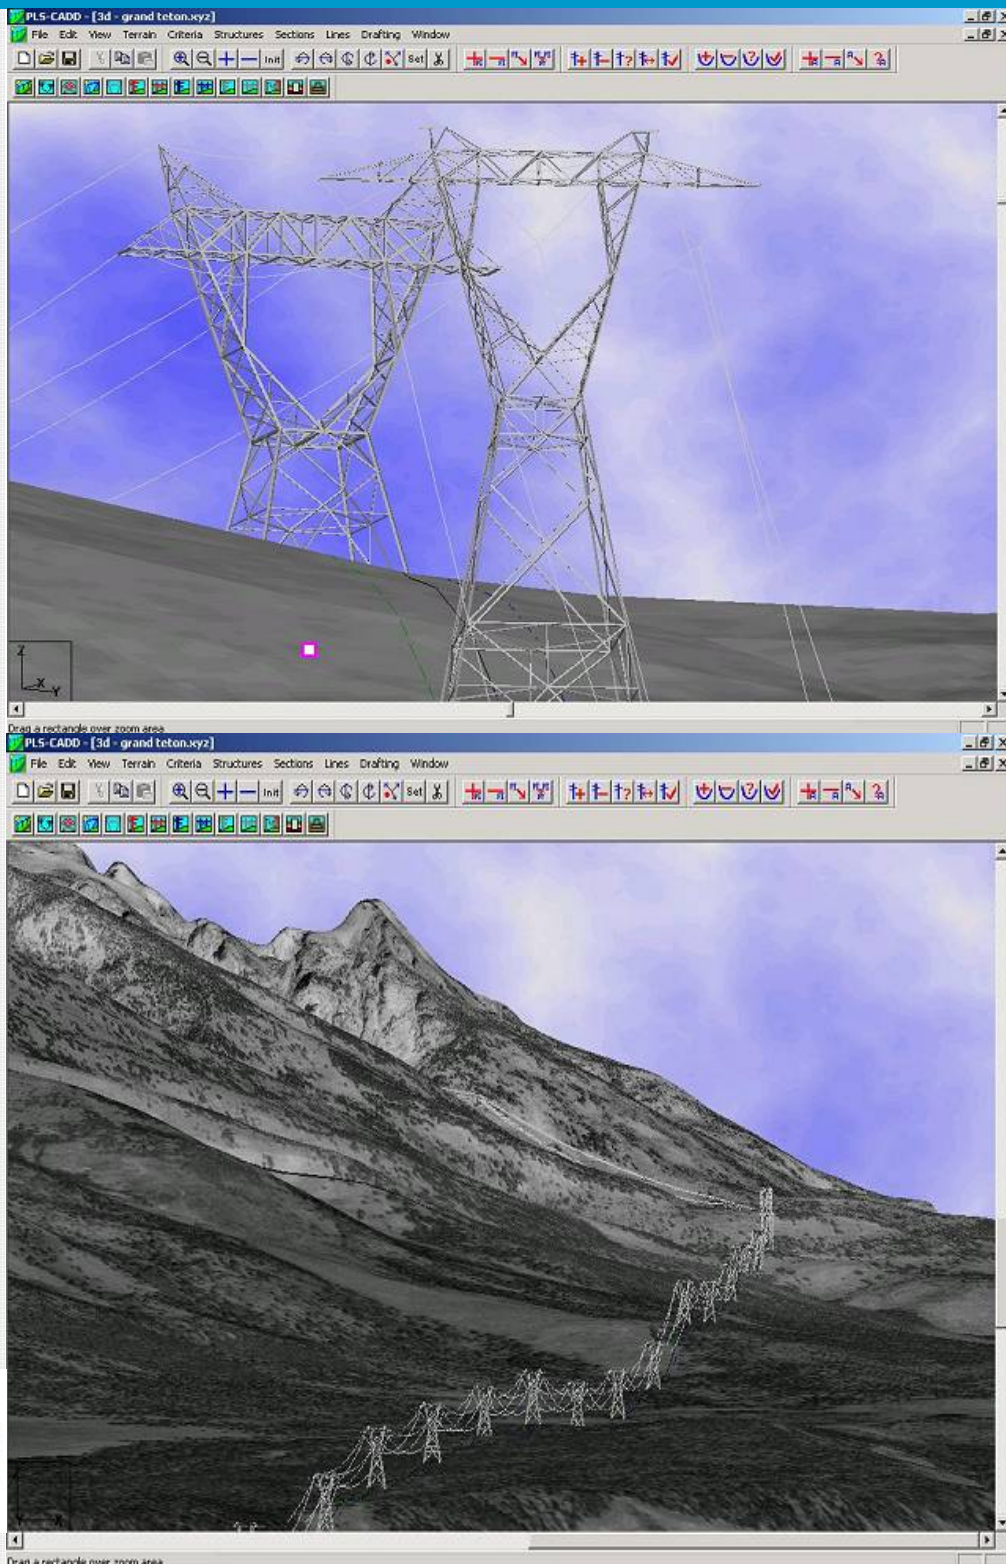 PLS-CADD - [3d - grand teton.xyz]
File Edit View Terrain Criteria Structures Sections Lines Drafting Window
Init Set
Z
X
Y
Drag a rectangle over zoom area
PLS-CADD - [3d - grand teton.xyz]
File Edit View Terrain Criteria Structures Sections Lines Drafting Window
Init Set
Drag a rectangle over zoom area